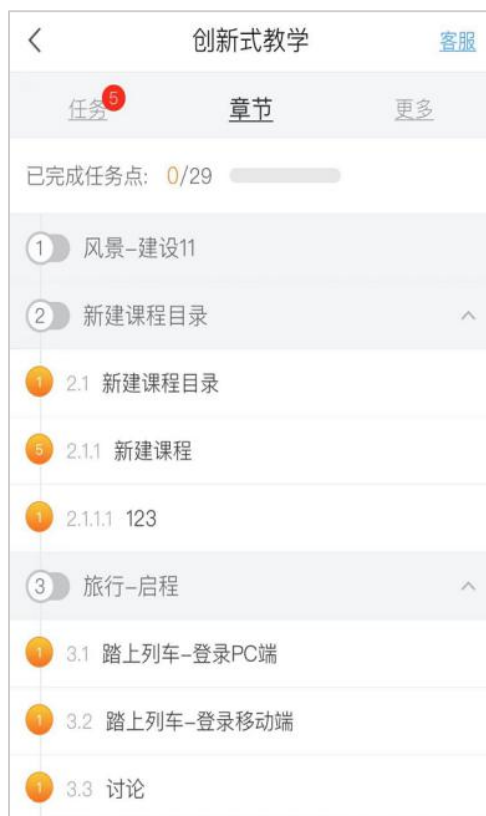 创新式教学 客服
任务 5 章节 更多
已完成任务点: 0/29
1 风景-建设11
2 新建课程目录
1 2.1 新建课程目录
5 2.1.1 新建课程
1 2.1.1.1 123
3 旅行-启程
1 3.1 踏上列车-登录PC端
1 3.2 踏上列车-登录移动端
1 3.3 讨论